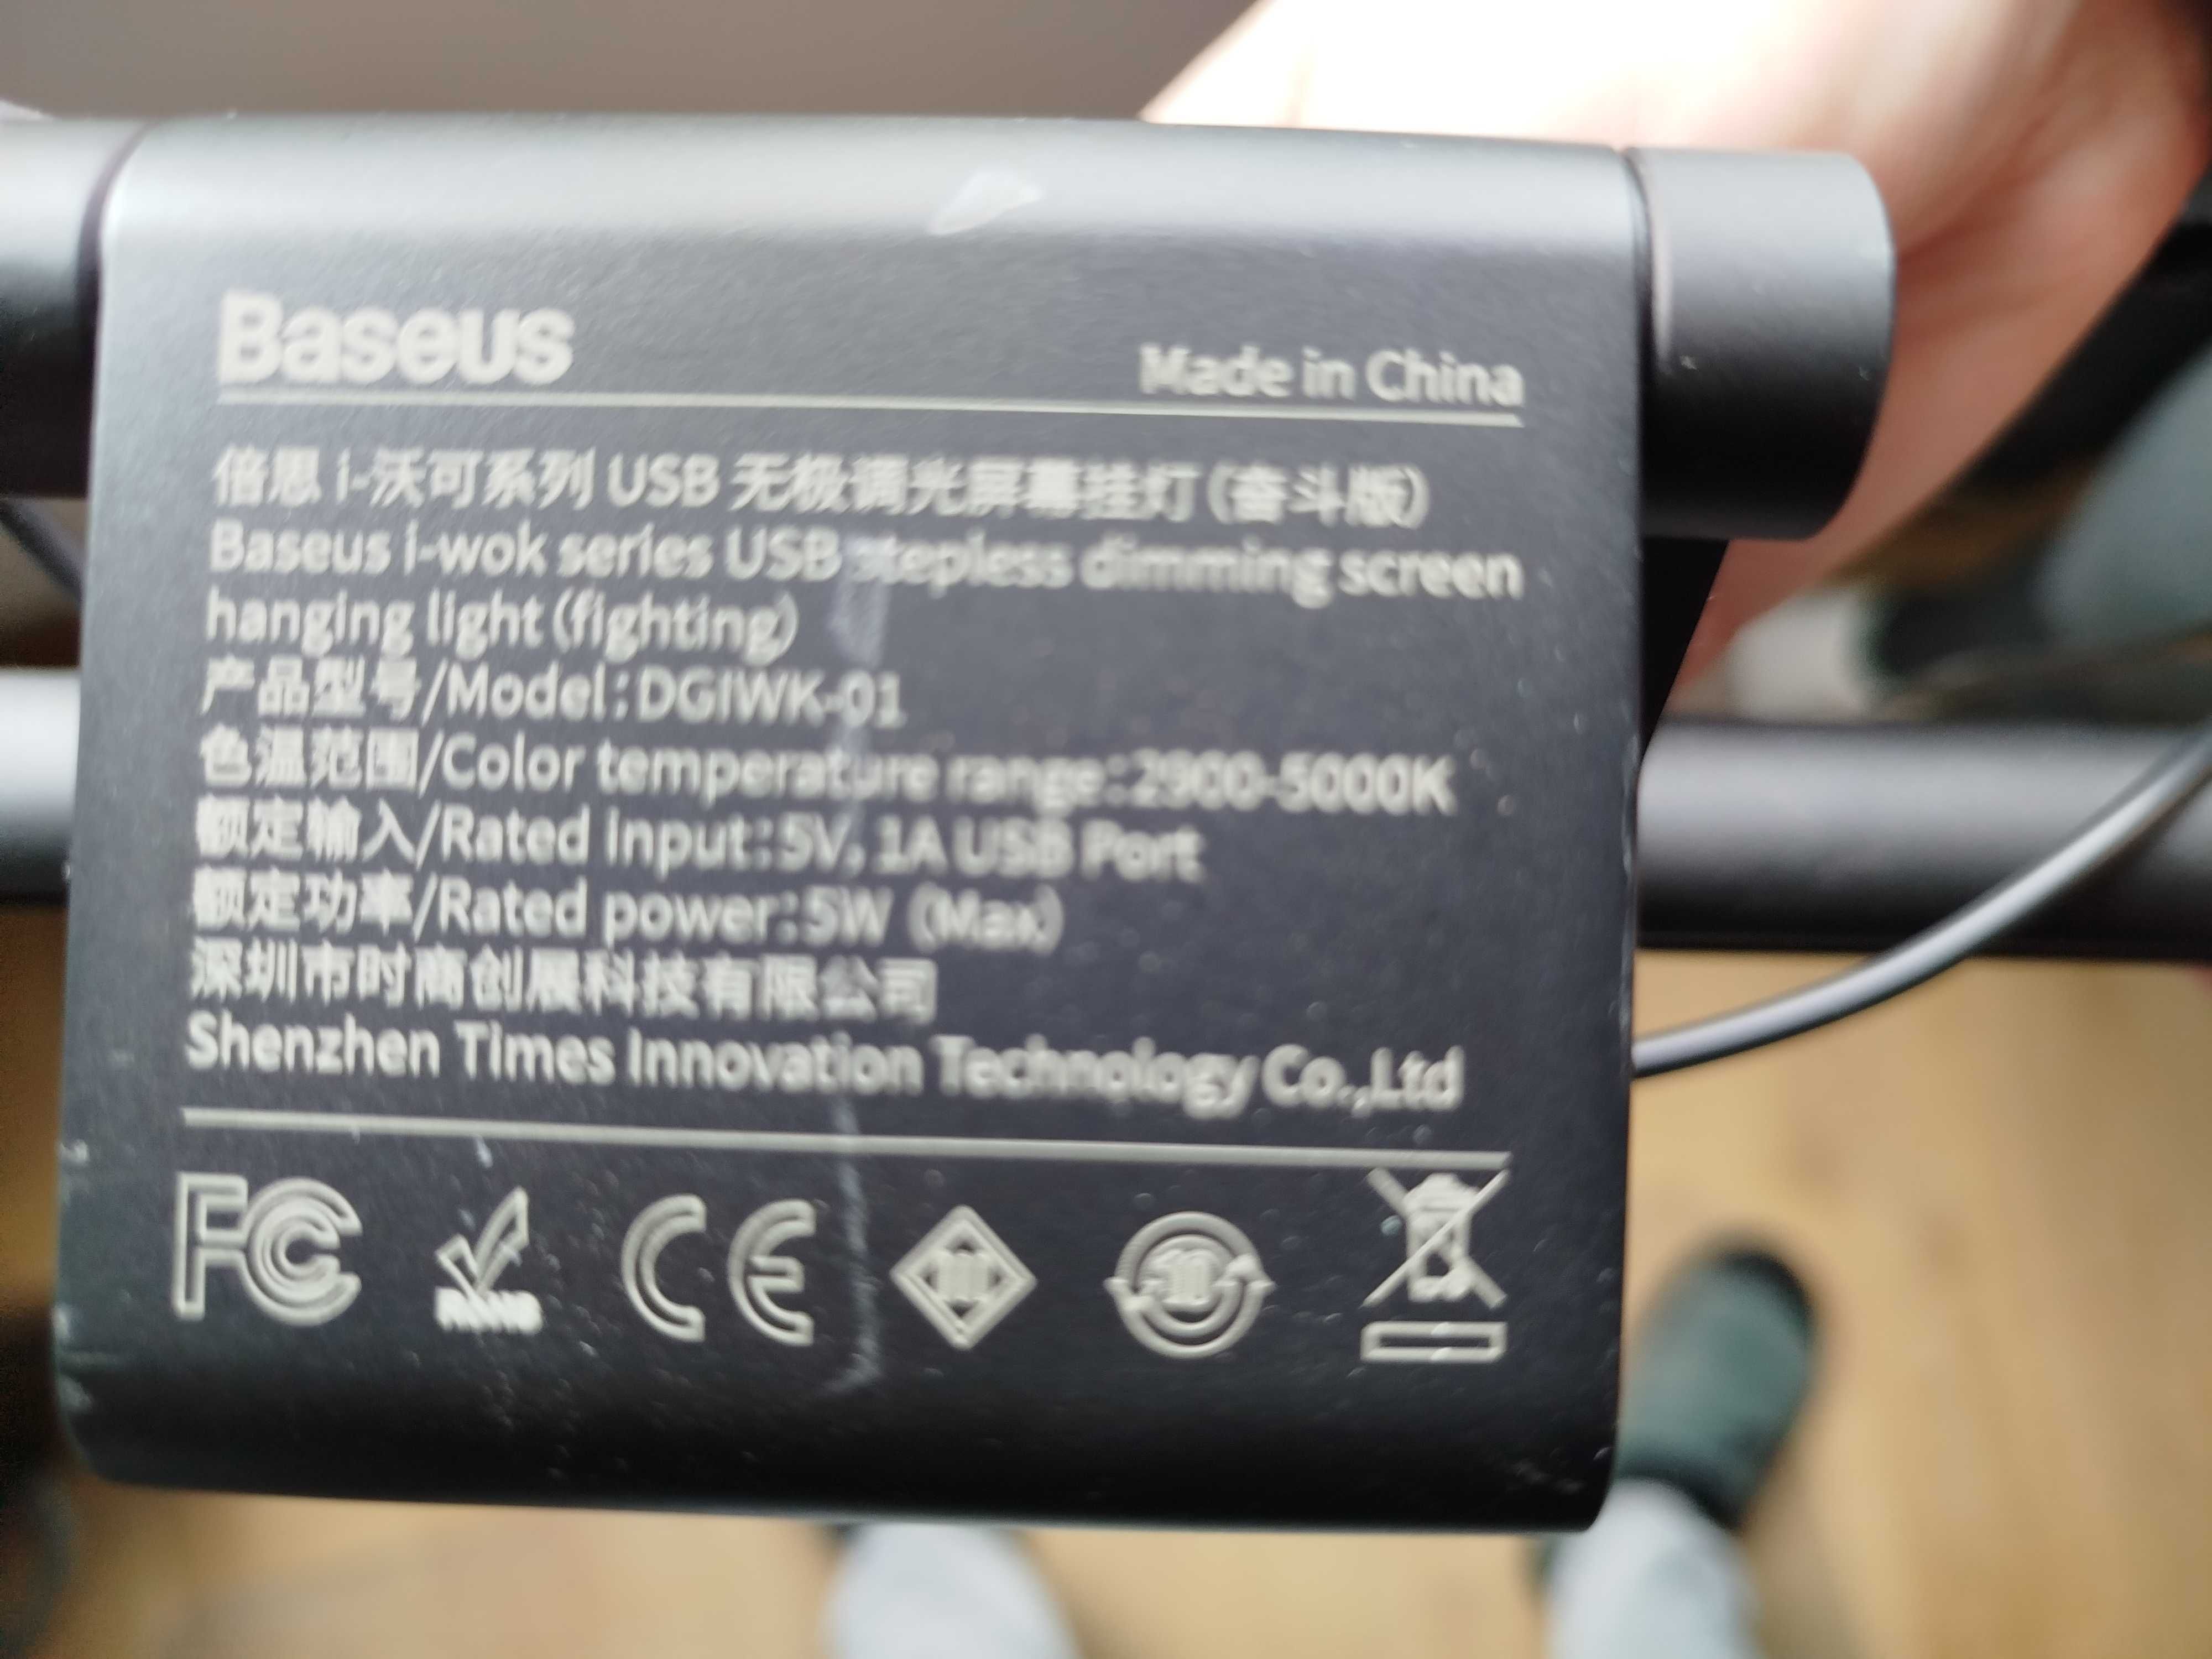 Baseus
Made in China
倍思 i-沃可系列 USB 无极调光屏幕挂灯（奋斗版）
Baseus i-wok series USB stepless dimming screen
hanging light (fighting)
产品型号/Model:DGIWK-01
色温范围/Color temperature range:2900-5000K
额定输入/Rated Input:5V, 1A USB Port
额定功率/Rated power:5W (Max)
深圳市时商创展科技有限公司
Shenzhen Times Innovation Technology Co.,Ltd
FC RoHS CE 10